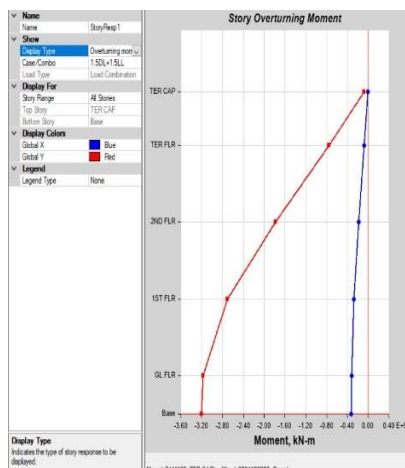 Name
Name StoryResp1
Show
Display Type Overturning mon
Case/Combo 1.5DL+1.5LL
Load Type Load Combination
Display For
Story Range All Stories
Top Story TER CAP
Bottom Story Base
Display Colors
Global X Blue
Global Y Red
Legend
Legend Type None
Display Type
Indicates the type of story response to be
displayed.
Story Overturning Moment
TER CAP
TER FLR
2ND FLR
1ST FLR
GL FLR
Base
-3.60 -3.20 -2.80 -2.40 -2.00 -1.60 -1.20 -0.80 -0.40 0.00 0.40 E+
Moment, kN-m